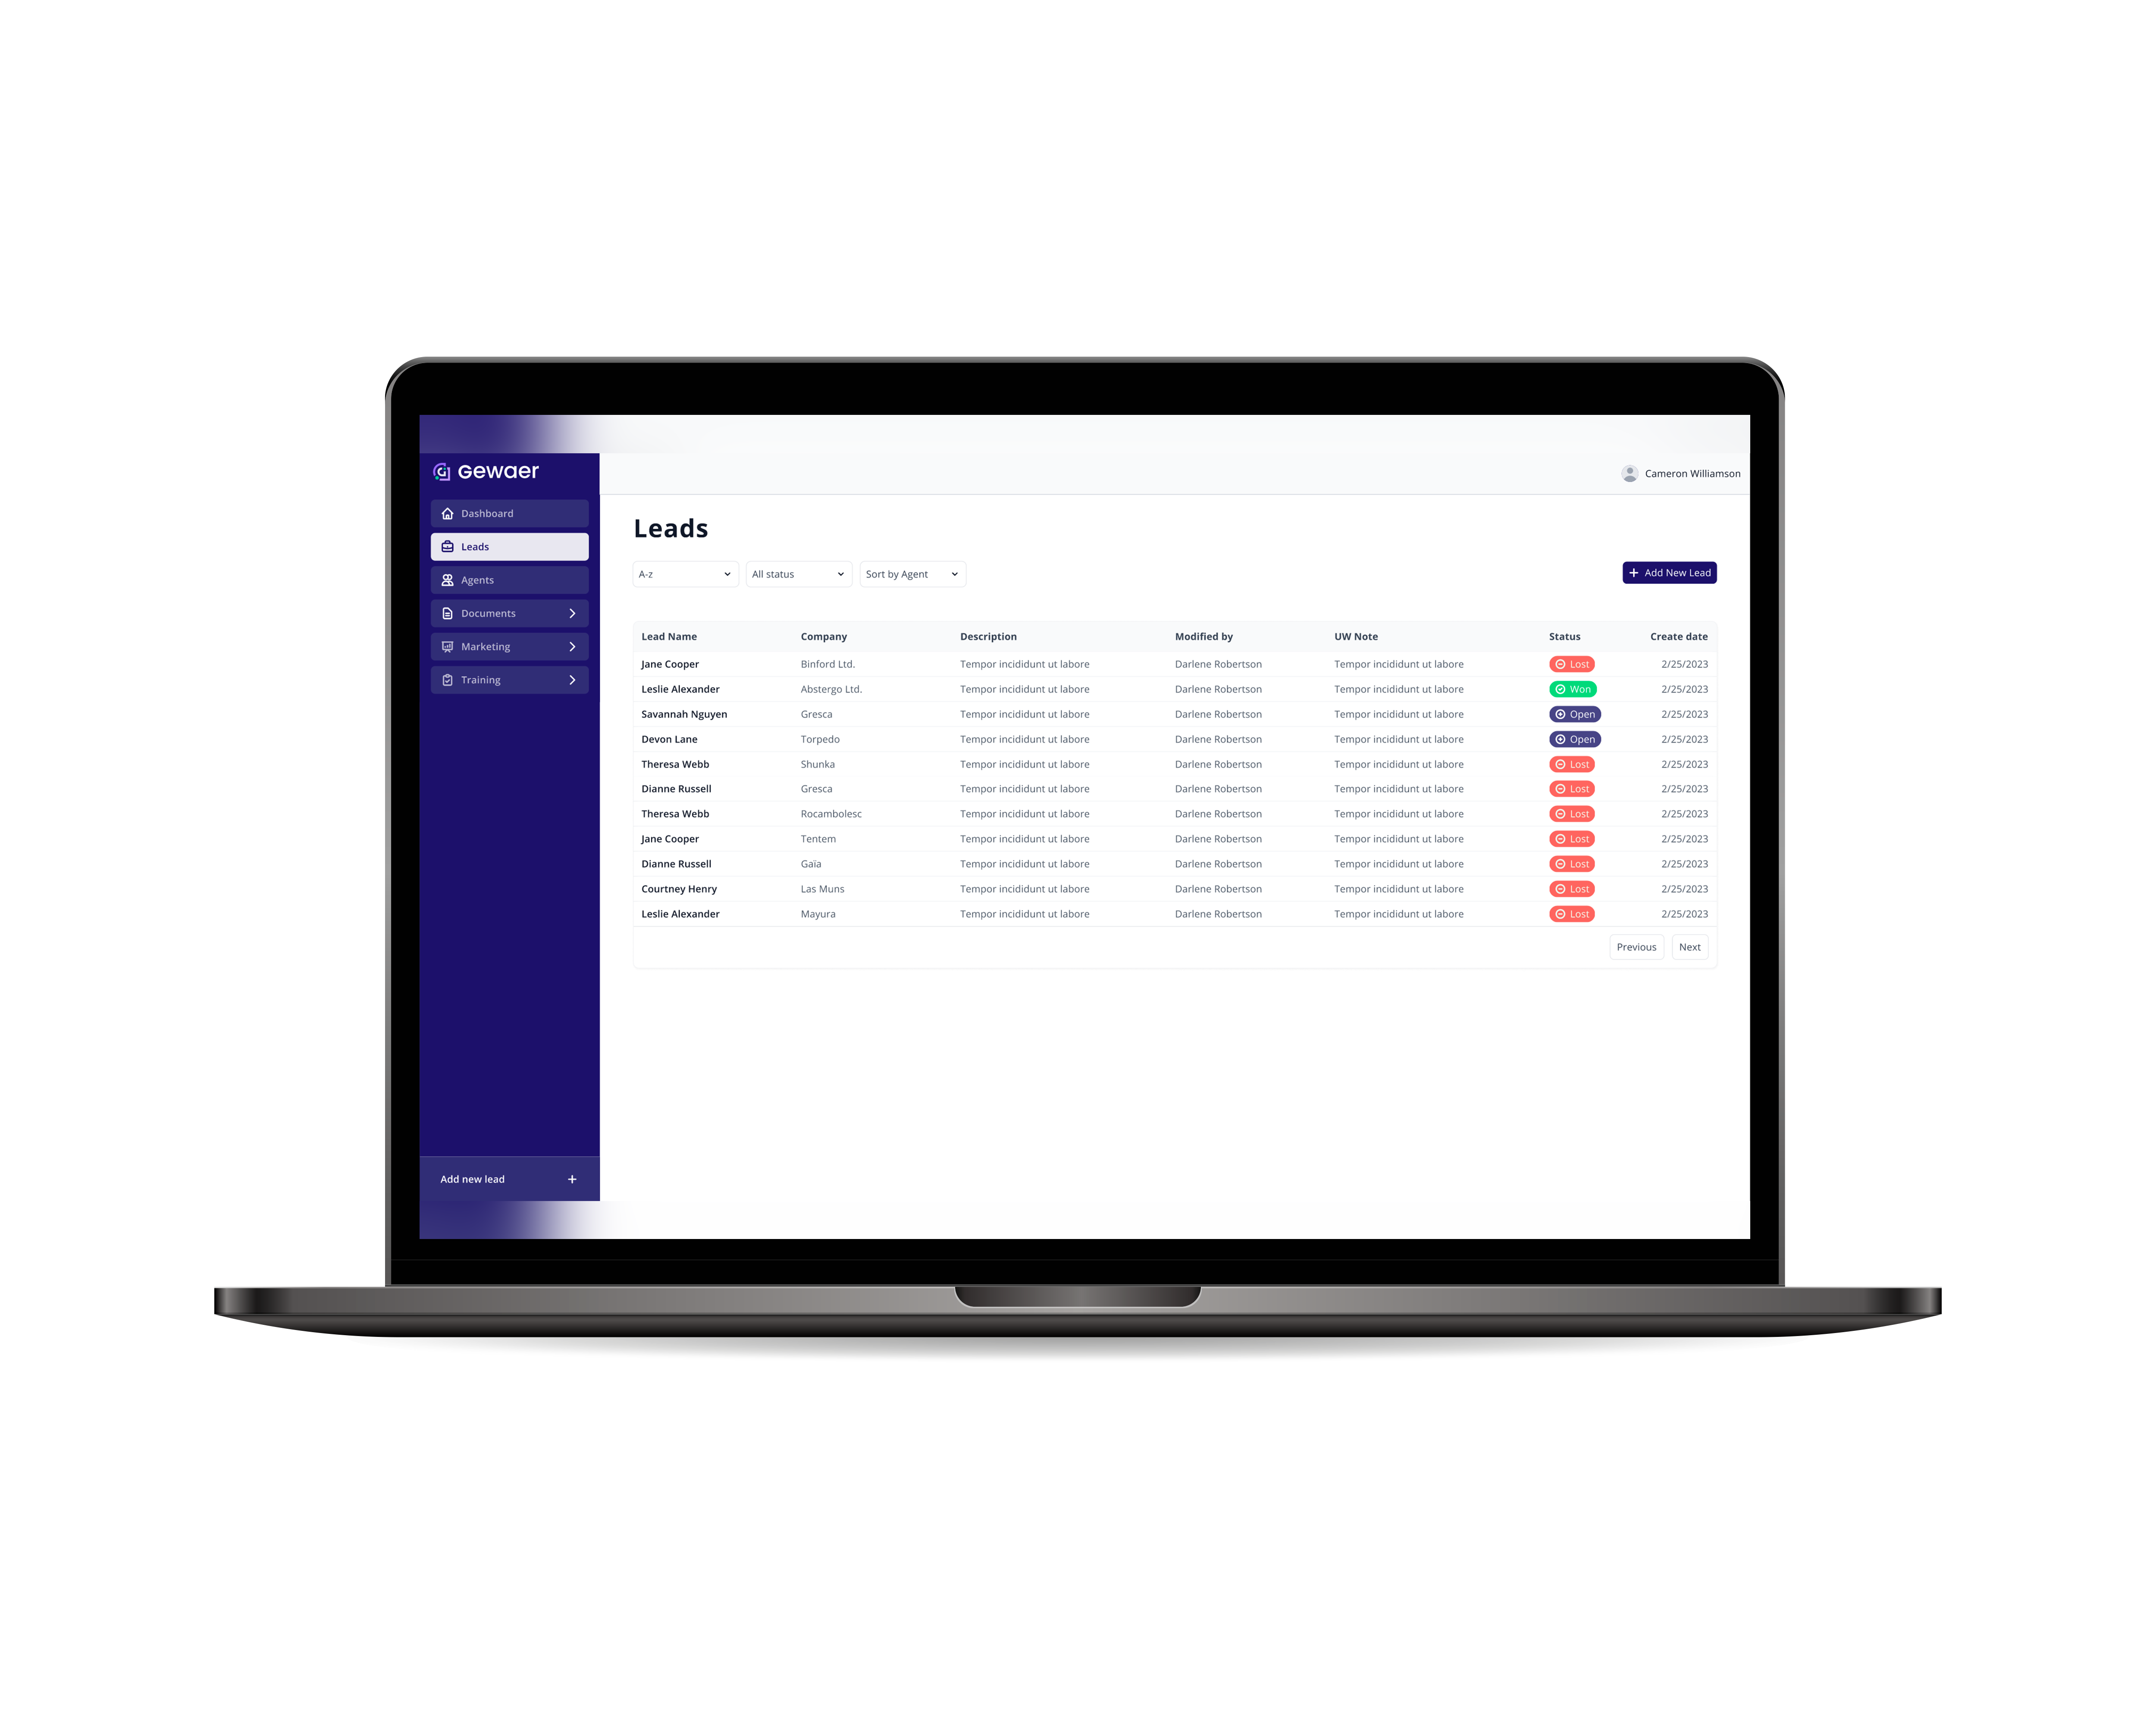 Gewaer
Cameron Williamson
Dashboard
Leads
Agents
Documents
Marketing
Training
Add new lead +
Leads
A-z All status Sort by Agent + Add New Lead
Lead Name Company Description Modified by UW Note Status Create date
Jane Cooper Binford Ltd. Tempor incididunt ut labore Darlene Robertson Tempor incididunt ut labore Lost 2/25/2023
Leslie Alexander Abstergo Ltd. Tempor incididunt ut labore Darlene Robertson Tempor incididunt ut labore Won 2/25/2023
Savannah Nguyen Gresca Tempor incididunt ut labore Darlene Robertson Tempor incididunt ut labore Open 2/25/2023
Devon Lane Torpedo Tempor incididunt ut labore Darlene Robertson Tempor incididunt ut labore Open 2/25/2023
Theresa Webb Shunka Tempor incididunt ut labore Darlene Robertson Tempor incididunt ut labore Lost 2/25/2023
Dianne Russell Gresca Tempor incididunt ut labore Darlene Robertson Tempor incididunt ut labore Lost 2/25/2023
Theresa Webb Rocambolesc Tempor incididunt ut labore Darlene Robertson Tempor incididunt ut labore Lost 2/25/2023
Jane Cooper Tentem Tempor incididunt ut labore Darlene Robertson Tempor incididunt ut labore Lost 2/25/2023
Dianne Russell Gaïa Tempor incididunt ut labore Darlene Robertson Tempor incididunt ut labore Lost 2/25/2023
Courtney Henry Las Muns Tempor incididunt ut labore Darlene Robertson Tempor incididunt ut labore Lost 2/25/2023
Leslie Alexander Mayura Tempor incididunt ut labore Darlene Robertson Tempor incididunt ut labore Lost 2/25/2023
Previous Next